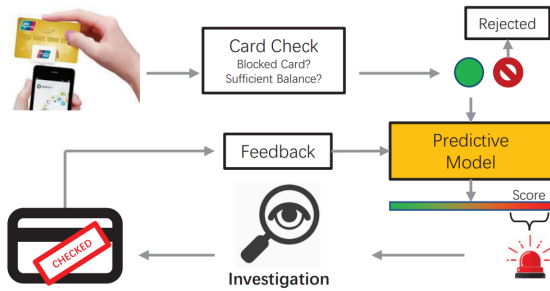 Rejected
Card Check
Blocked Card?
Sufficient Balance?
Feedback
Predictive
Model
Score
CHECKED
Investigation